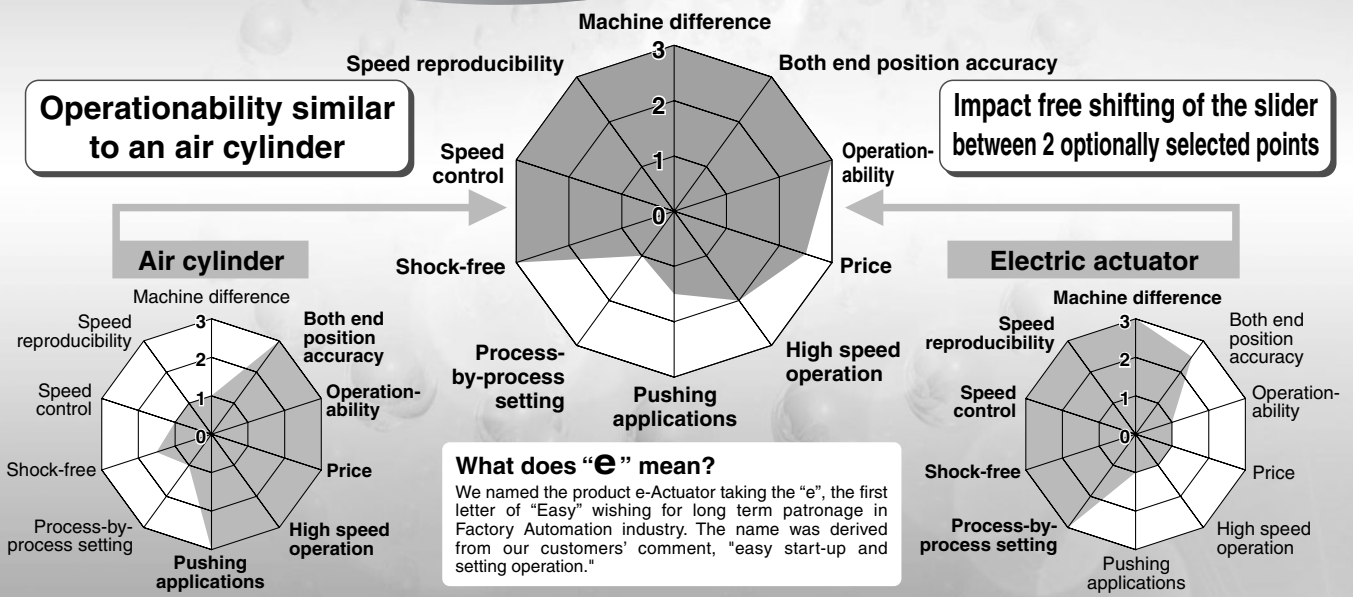 Machine difference
Speed reproducibility
Both end position accuracy
Operationability similar
to an air cylinder
Impact free shifting of the slider
between 2 optionally selected points
Speed
control
Operation-
ability
Shock-free
Price
Process-
by-process
setting
High speed
operation
Pushing
applications
3
2
1
0
Air cylinder
Machine difference
Speed
reproducibility
Both end
position
accuracy
Speed
control
Operation-
ability
Shock-free
Price
Process-by-
process setting
High speed
operation
Pushing
applications
3
2
1
0
What does “e” mean?
We named the product e-Actuator taking the “e”, the first
letter of “Easy” wishing for long term patronage in
Factory Automation industry. The name was derived
from our customers’ comment, "easy start-up and
setting operation."
Electric actuator
Machine difference
Speed
reproducibility
Both end
position
accuracy
Speed
control
Operation-
ability
Shock-free
Price
Process-by-
process setting
High speed
operation
Pushing
applications
3
2
1
0